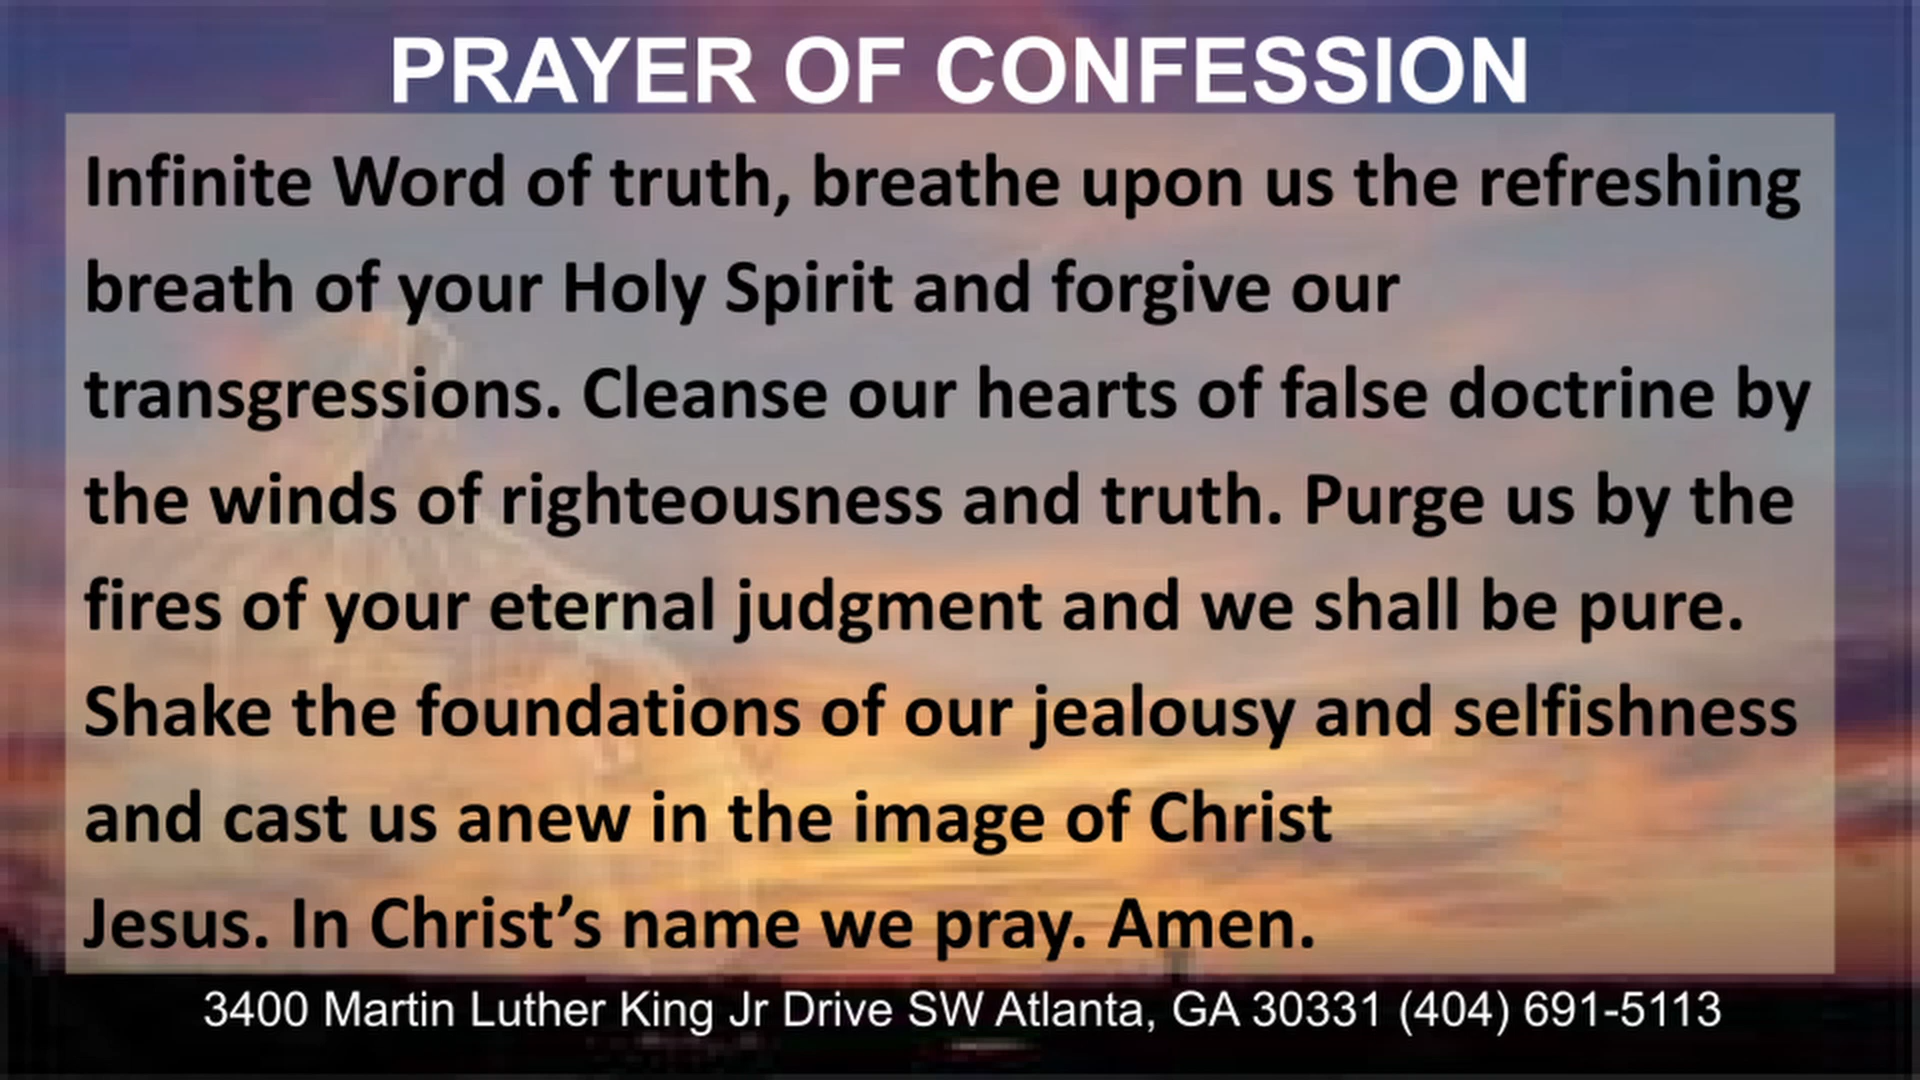 PRAYER OF CONFESSION
Infinite Word of truth, breathe upon us the refreshing
breath of your Holy Spirit and forgive our
transgressions. Cleanse our hearts of false doctrine by
the winds of righteousness and truth. Purge us by the
fires of your eternal judgment and we shall be pure.
Shake the foundations of our jealousy and selfishness
and cast us anew in the image of Christ
Jesus. In Christ’s name we pray. Amen.
3400 Martin Luther King Jr Drive SW Atlanta, GA 30331 (404) 691-5113